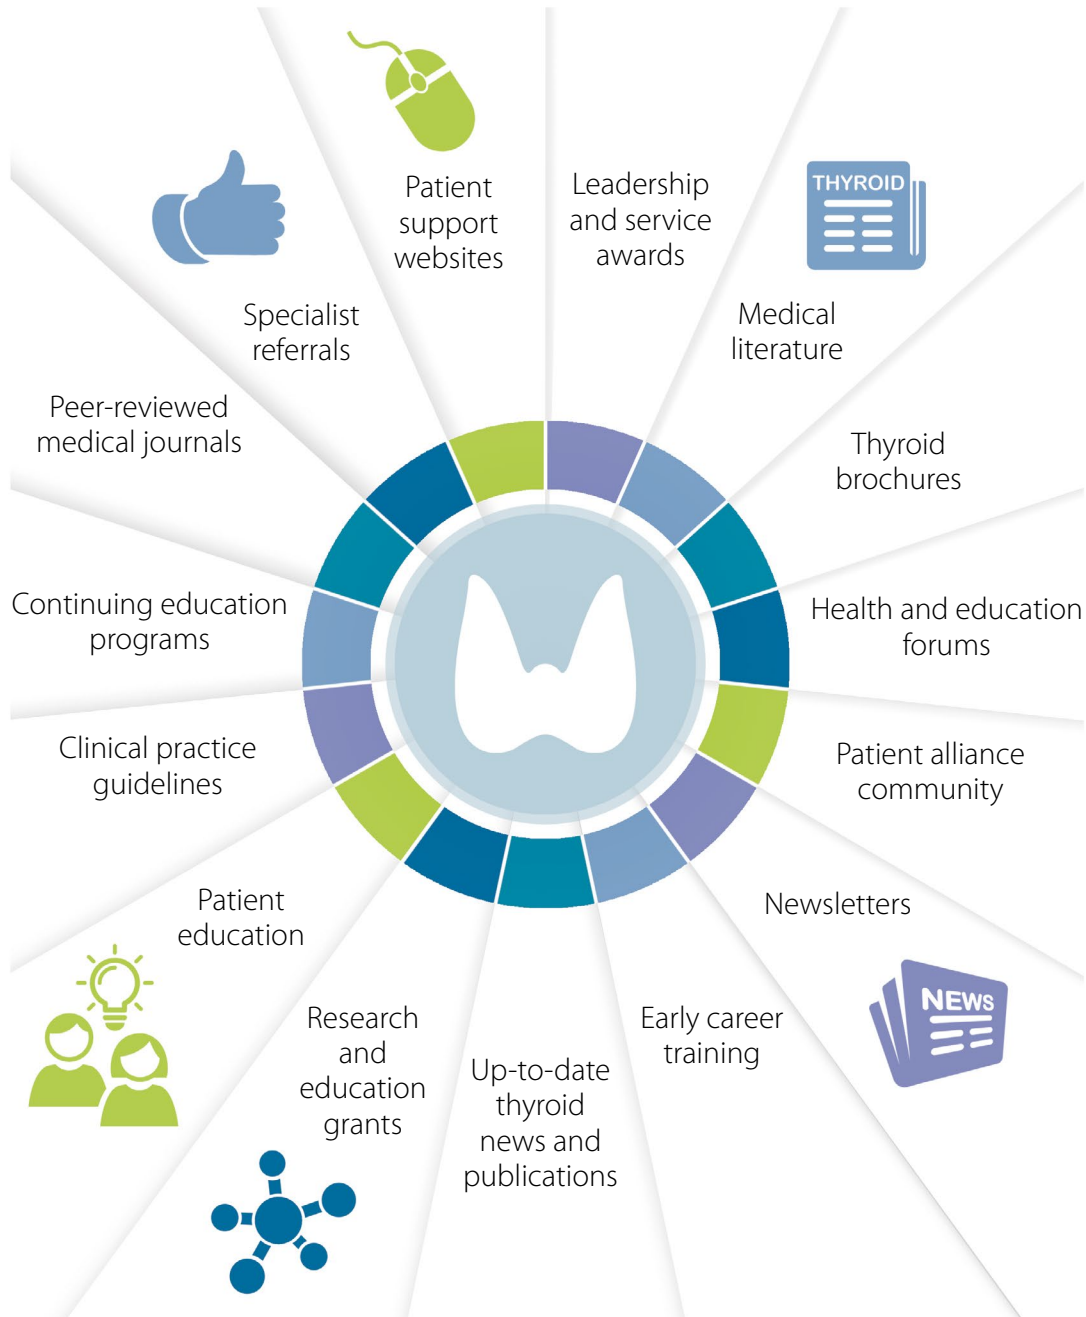 Patient
support
websites
Leadership
and service
awards
THYROID
Medical
literature
Thyroid
brochures
Health and education
forums
Patient alliance
community
Newsletters
NEWS
Early career
training
Up-to-date
thyroid
news and
publications
Research
and
education
grants
Patient
education
Clinical practice
guidelines
Continuing education
programs
Peer-reviewed
medical journals
Specialist
referrals